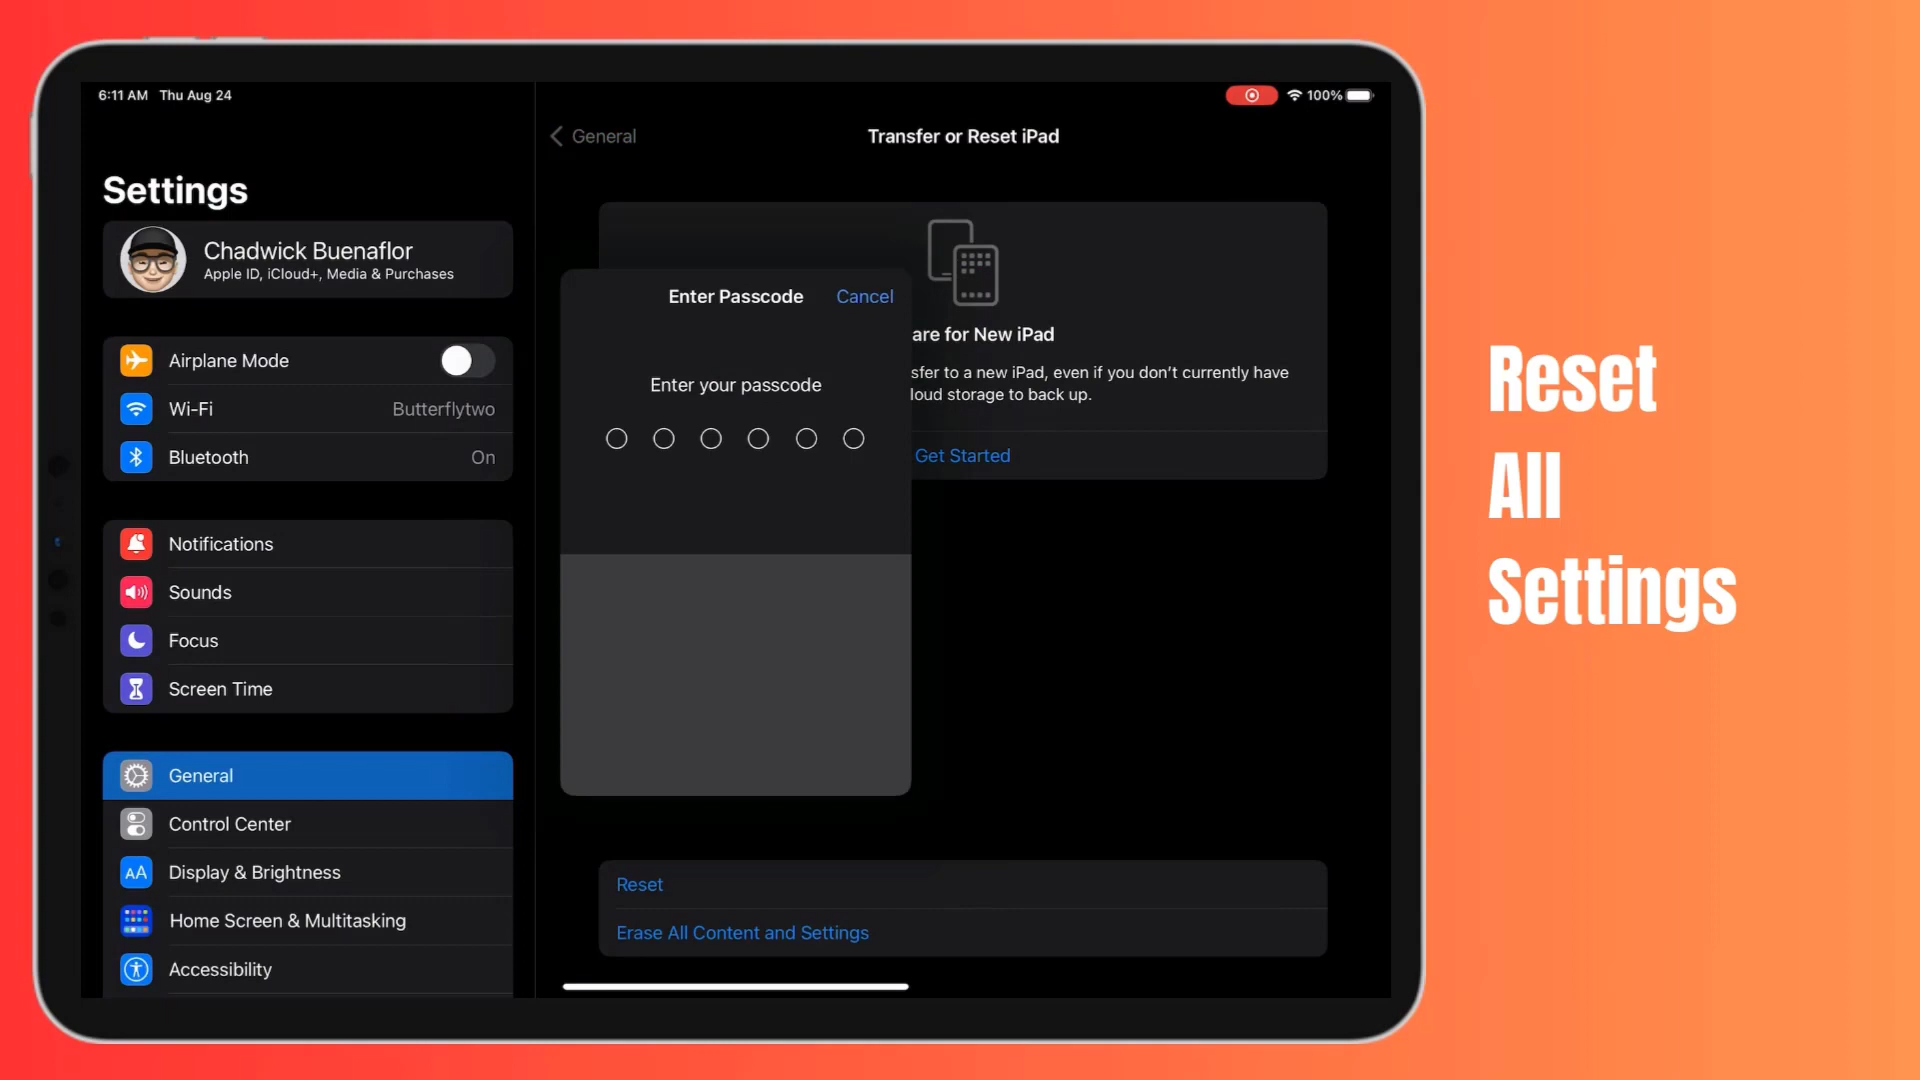 6:11 AM Thu Aug 24
100%
Settings
Chadwick Buenaflor
Apple ID, iCloud+, Media & Purchases
Airplane Mode
Wi-Fi Butterflytwo
Bluetooth On
Notifications
Sounds
Focus
Screen Time
General
Control Center
AA Display & Brightness
Home Screen & Multitasking
Accessibility
General
Transfer or Reset iPad
Enter Passcode
Cancel
Enter your passcode
are for New iPad
sfer to a new iPad, even if you don’t currently have
loud storage to back up.
Get Started
Reset
Erase All Content and Settings
Reset
All
Settings